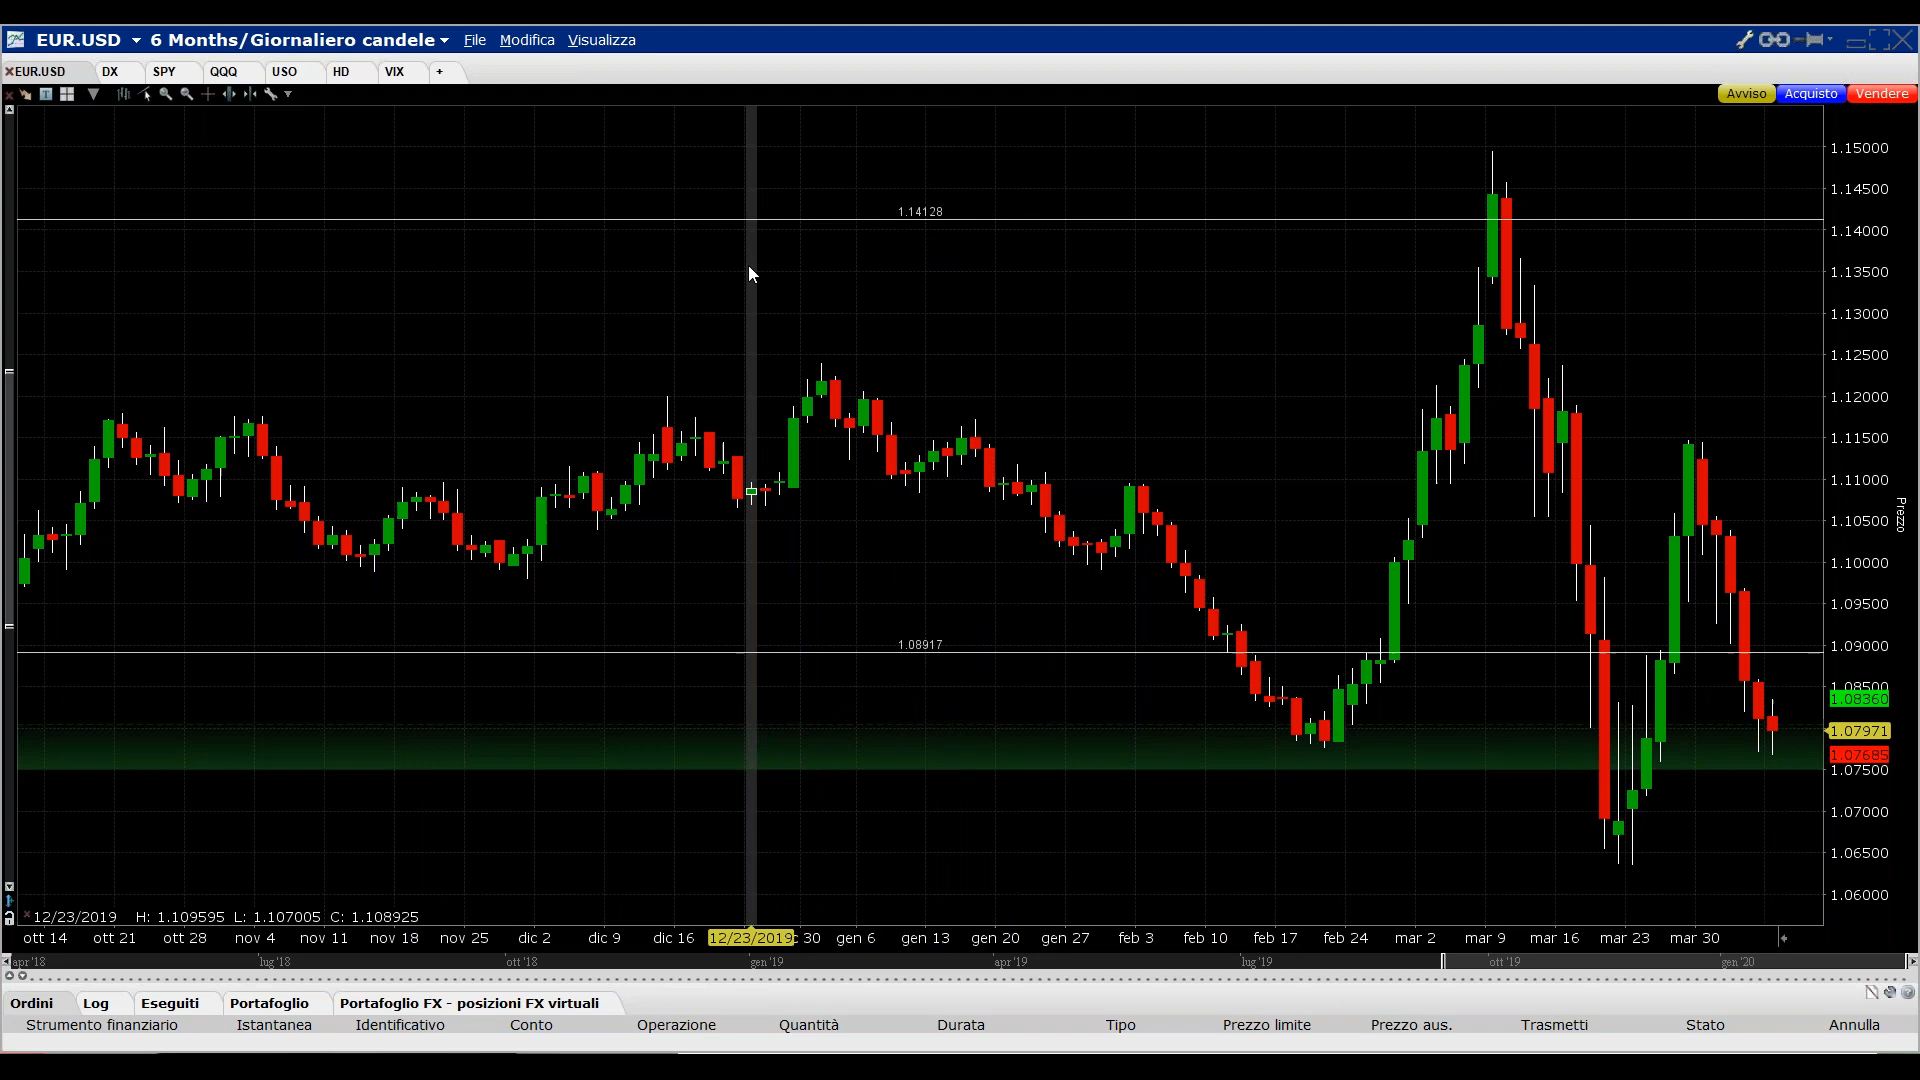 EUR.USD 6 Months/Giornaliero candele File Modifica Visualizza
EUR.USD DX SPY QQQ USO HD VIX +
Avviso Acquisto Vendere
1.15000
1.14500
1.14128
1.14000
1.13500
1.13000
1.12500
1.12000
1.11500
1.11000
Prezzo
1.10500
1.10000
1.09500
1.08917
1.09000
1.08500
1.08360
1.07971
1.07685
1.07500
1.07000
1.06500
1.06000
12/23/2019 H: 1.109595 L: 1.107005 C: 1.108925
ott 14 ott 21 ott 28 nov 4 nov 11 nov 18 nov 25 dic 2 dic 9 dic 16 12/23/2019 c 30 gen 6 gen 13 gen 20 gen 27 feb 3 feb 10 feb 17 feb 24 mar 2 mar 9 mar 16 mar 23 mar 30
apr '18 lug '18 ott '18 gen '19 apr '19 lug '19 ott '19 gen '20
Ordini Log Eseguiti Portafoglio Portafoglio FX - posizioni FX virtuali
Strumento finanziario Istantanea Identificativo Conto Operazione Quantità Durata Tipo Prezzo limite Prezzo aus. Trasmetti Stato Annulla